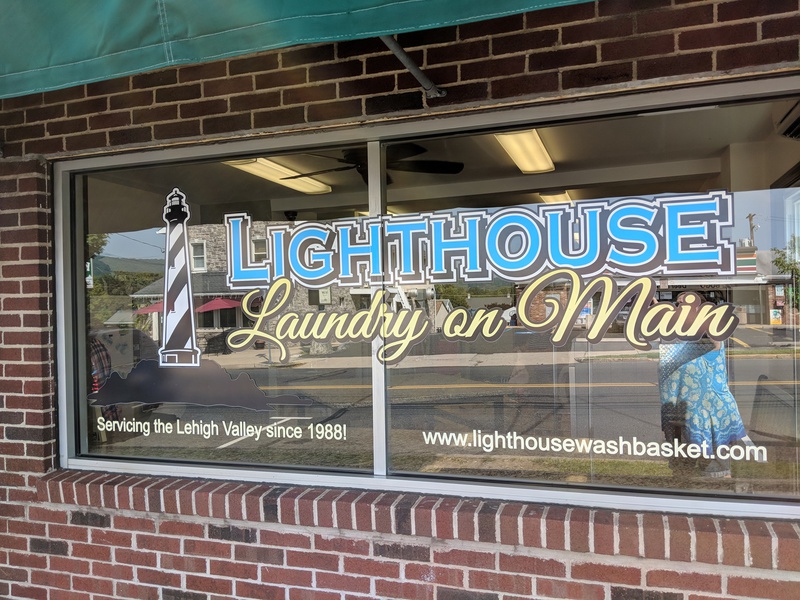 LIGHTHOUSE
Laundry on Main
Servicing the Lehigh Valley since 1988!
www.lighthousewashbasket.com